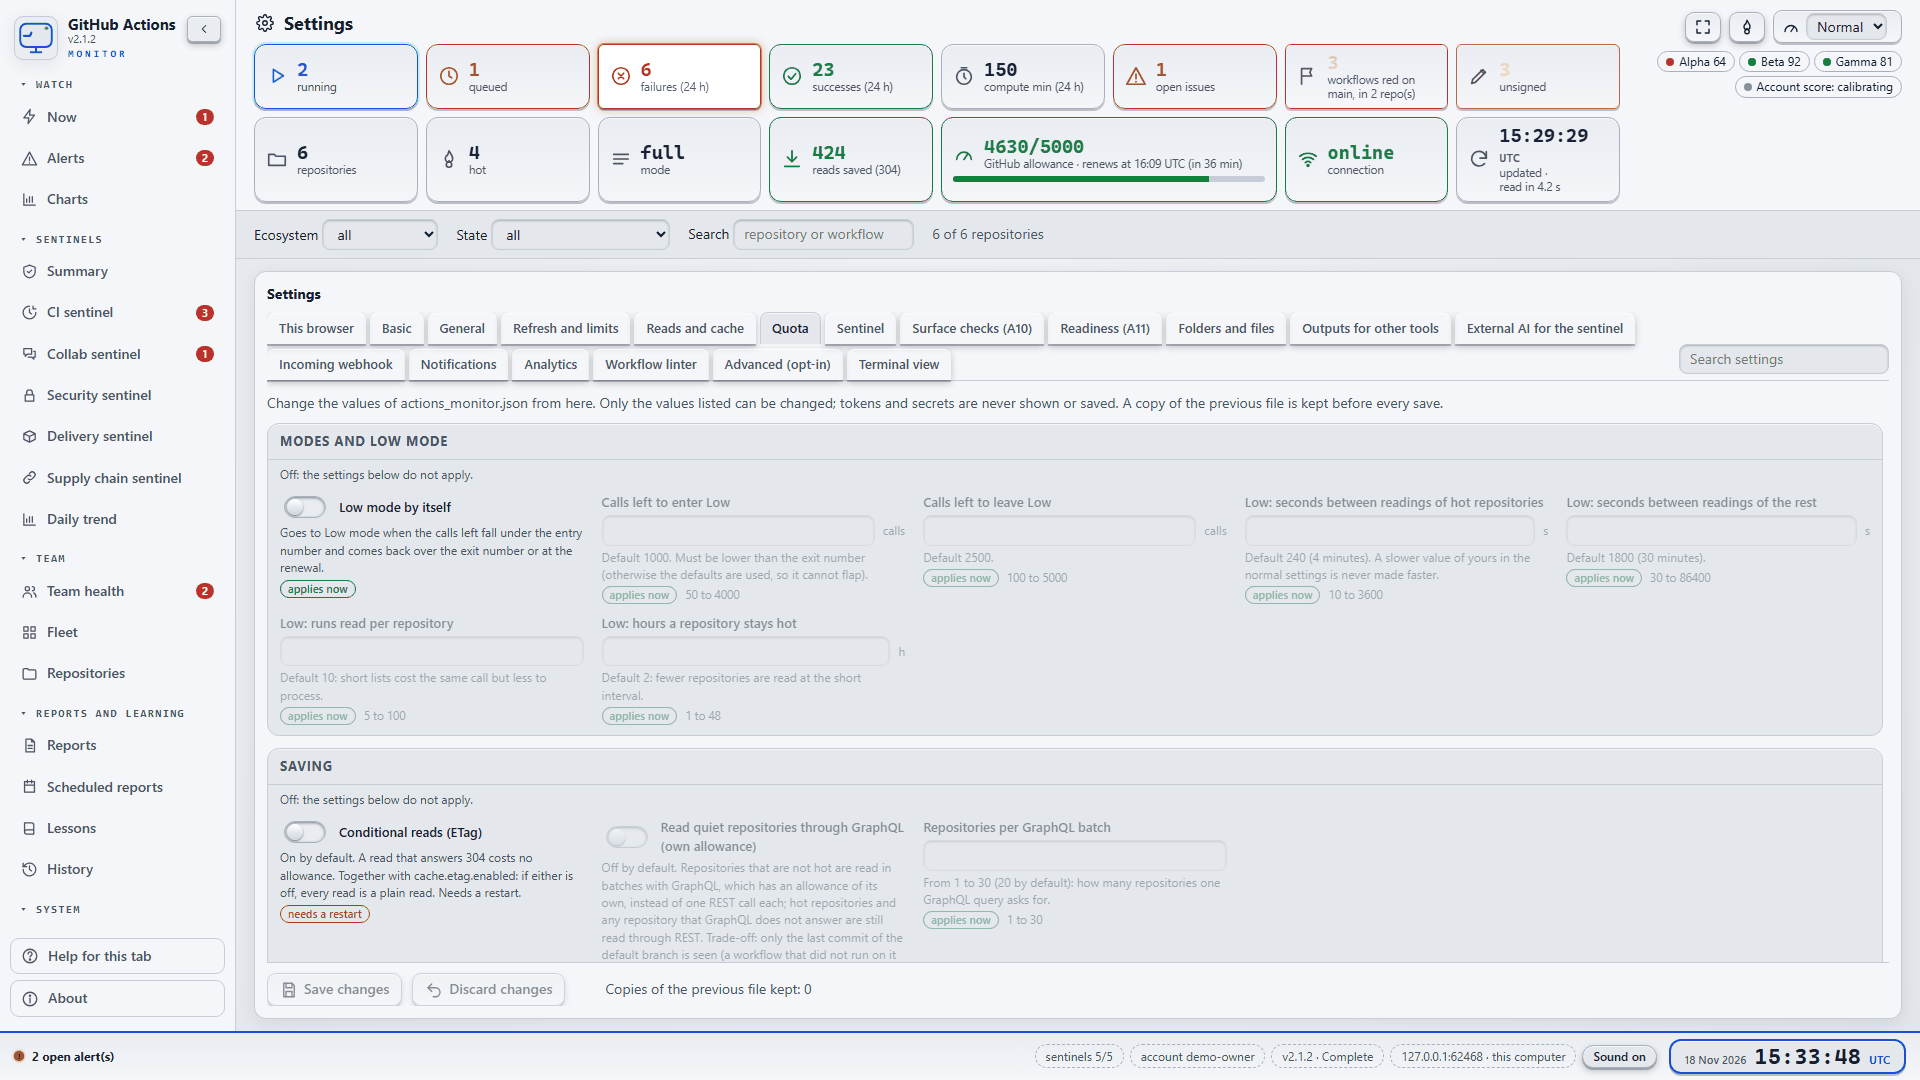 GitHub Actions
v2.1.2
MONITOR
WATCH
Now 1
Alerts 2
Charts
SENTINELS
Summary
CI sentinel 3
Collab sentinel 1
Security sentinel
Delivery sentinel
Supply chain sentinel
Daily trend
TEAM
Team health 2
Fleet
Repositories
REPORTS AND LEARNING
Reports
Scheduled reports
Lessons
History
SYSTEM
Help for this tab
About
Settings
Normal
Alpha 64
Beta 92
Gamma 81
Account score: calibrating
2
running
1
queued
6
failures (24 h)
23
successes (24 h)
150
compute min (24 h)
1
open issues
3
workflows red on
main, in 2 repo(s)
3
unsigned
6
repositories
4
hot
full
mode
424
reads saved (304)
4630/5000
GitHub allowance · renews at 16:09 UTC (in 36 min)
online
connection
15:29:29
UTC
updated ·
read in 4.2 s
Ecosystem all
State all
Search repository or workflow
6 of 6 repositories
Settings
This browser
Basic
General
Refresh and limits
Reads and cache
Quota
Sentinel
Surface checks (A10)
Readiness (A11)
Folders and files
Outputs for other tools
External AI for the sentinel
Incoming webhook
Notifications
Analytics
Workflow linter
Advanced (opt-in)
Terminal view
Search settings
Change the values of actions_monitor.json from here. Only the values listed can be changed; tokens and secrets are never shown or saved. A copy of the previous file is kept before every save.
MODES AND LOW MODE
Off: the settings below do not apply.
Low mode by itself
Goes to Low mode when the calls left fall under the entry
number and comes back over the exit number or at the
renewal.
applies now
Calls left to enter Low
calls
Default 1000. Must be lower than the exit number
(otherwise the defaults are used, so it cannot flap).
applies now 50 to 4000
Calls left to leave Low
calls
Default 2500.
applies now 100 to 5000
Low: seconds between readings of hot repositories
s
Default 240 (4 minutes). A slower value of yours in the
normal settings is never made faster.
applies now 10 to 3600
Low: seconds between readings of the rest
s
Default 1800 (30 minutes).
applies now 30 to 86400
Low: runs read per repository
Default 10: short lists cost the same call but less to
process.
applies now 5 to 100
Low: hours a repository stays hot
h
Default 2: fewer repositories are read at the short
interval.
applies now 1 to 48
SAVING
Off: the settings below do not apply.
Conditional reads (ETag)
On by default. A read that answers 304 costs no
allowance. Together with cache.etag.enabled: if either is
off, every read is a plain read. Needs a restart.
needs a restart
Read quiet repositories through GraphQL
(own allowance)
Off by default. Repositories that are not hot are read in
batches with GraphQL, which has an allowance of its
own, instead of one REST call each; hot repositories and
any repository that GraphQL does not answer are still
read through REST. Trade-off: only the last commit of the
default branch is seen (a workflow that did not run on it
Repositories per GraphQL batch
From 1 to 30 (20 by default): how many repositories one
GraphQL query asks for.
applies now 1 to 30
Save changes
Discard changes
Copies of the previous file kept: 0
2 open alert(s)
sentinels 5/5
account demo-owner
v2.1.2 · Complete
127.0.0.1:62468 · this computer
Sound on
18 Nov 2026 15:33:48 UTC